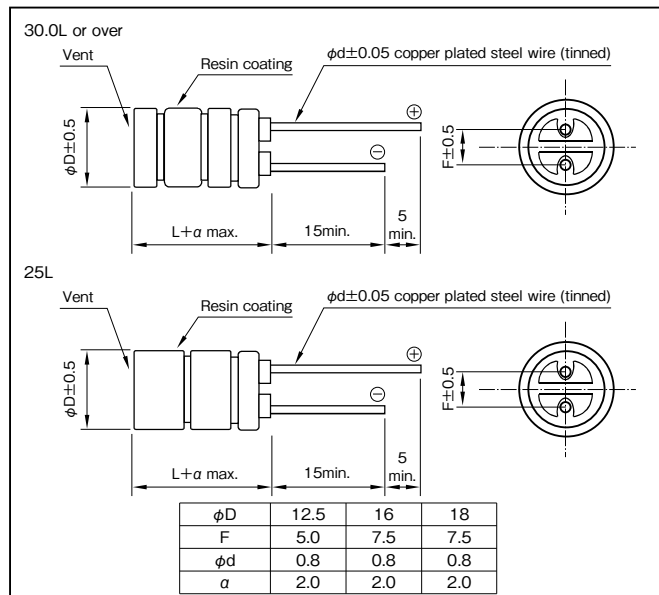 30.0L or over
Vent
Resin coating
φd±0.05 copper plated steel wire (tinned)
φD±0.5
⊕
⊖
F±0.5
L+α max.
15min.
5
min.
25L
Vent
Resin coating
φd±0.05 copper plated steel wire (tinned)
φD±0.5
⊕
⊖
F±0.5
L+α max.
15min.
5
min.
φD 12.5 16 18
F 5.0 7.5 7.5
φd 0.8 0.8 0.8
α 2.0 2.0 2.0